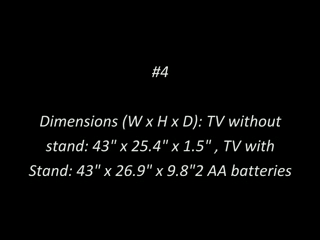 #4
Dimensions (W x H x D): TV without
stand: 43" x 25.4" x 1.5" , TV with
Stand: 43" x 26.9" x 9.8"2 AA batteries